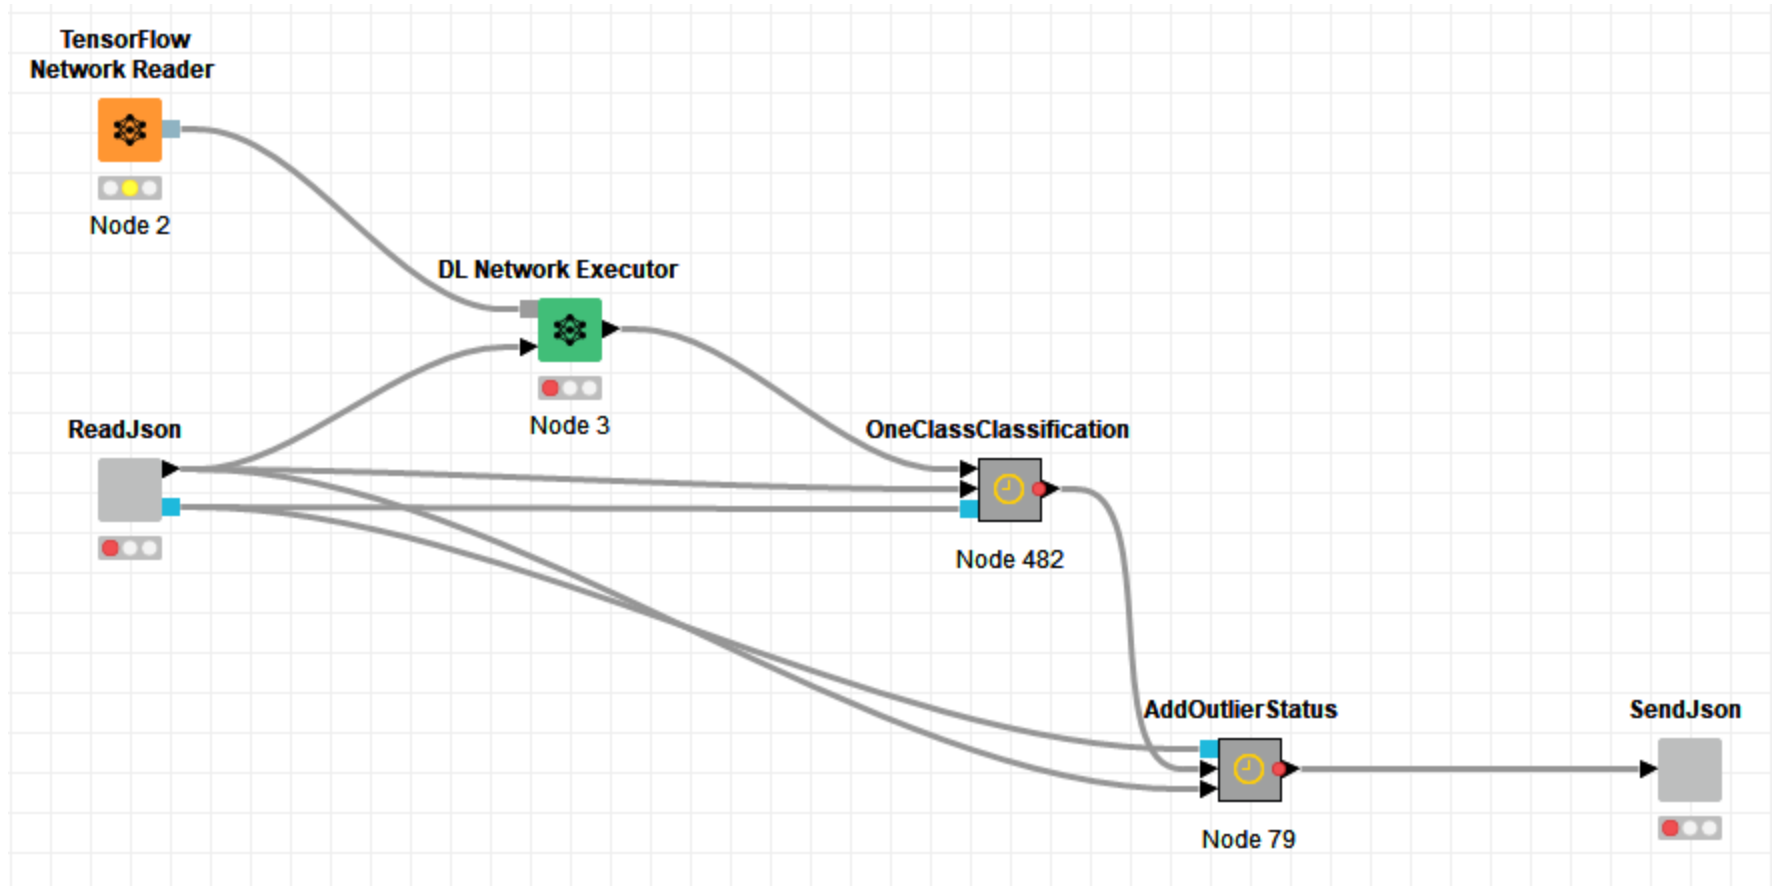 TensorFlow
Network Reader
Node 2
DL Network Executor
Node 3
ReadJson
OneClassClassification
Node 482
AddOutlierStatus
Node 79
SendJson